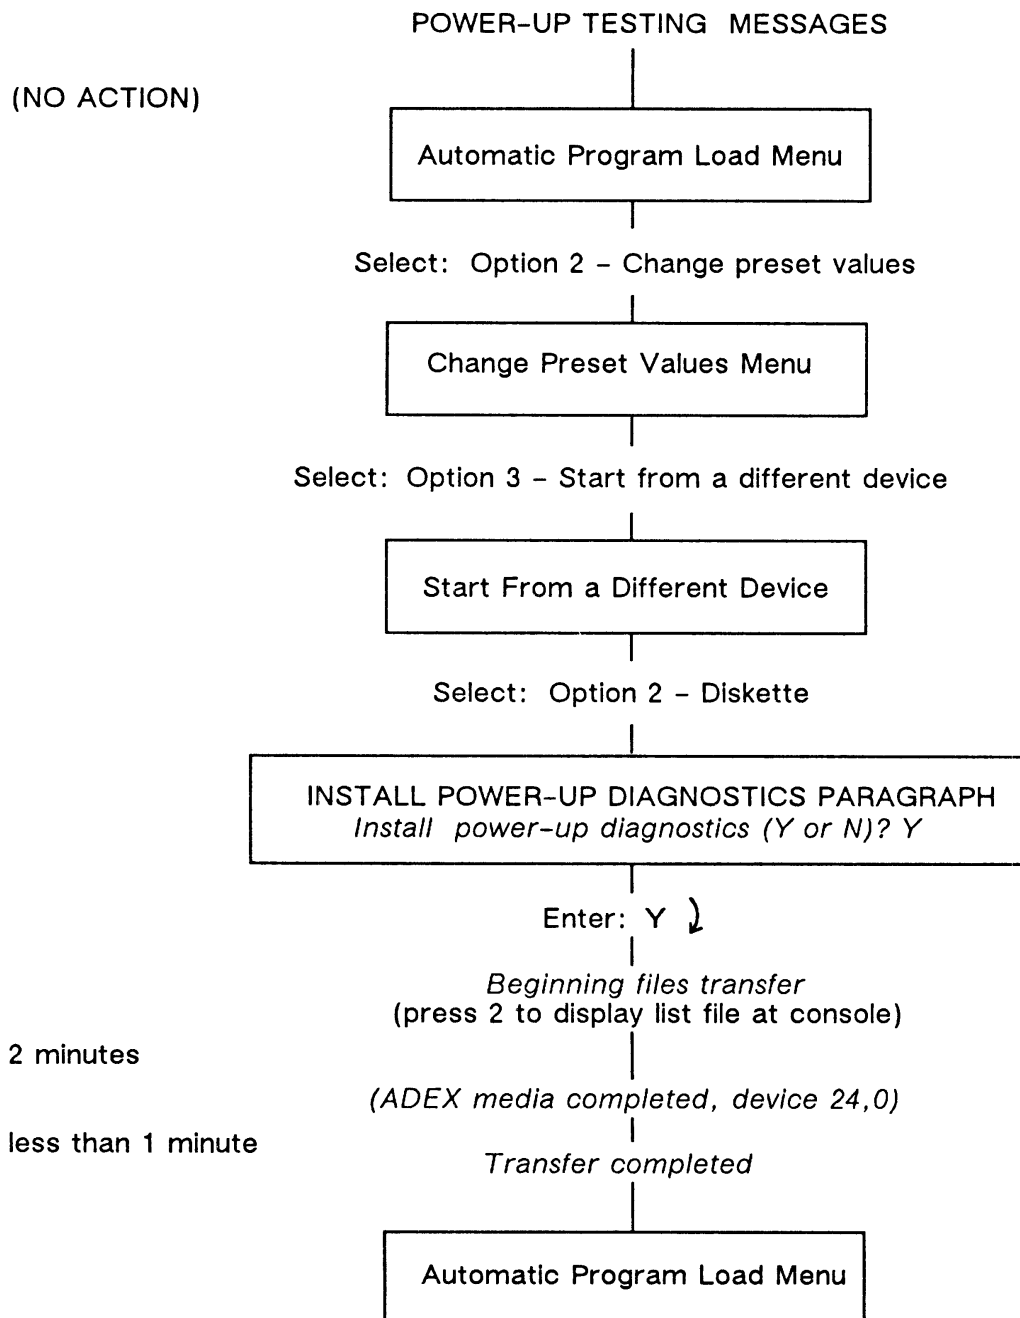 POWER-UP TESTING MESSAGES
(NO ACTION)
Automatic Program Load Menu
Select: Option 2 - Change preset values
Change Preset Values Menu
Select: Option 3 - Start from a different device
Start From a Different Device
Select: Option 2 - Diskette
INSTALL POWER-UP DIAGNOSTICS PARAGRAPH
Install power-up diagnostics (Y or N)? Y
Enter: Y
Beginning files transfer
(press 2 to display list file at console)
2 minutes
(ADEX media completed, device 24,0)
less than 1 minute
Transfer completed
Automatic Program Load Menu